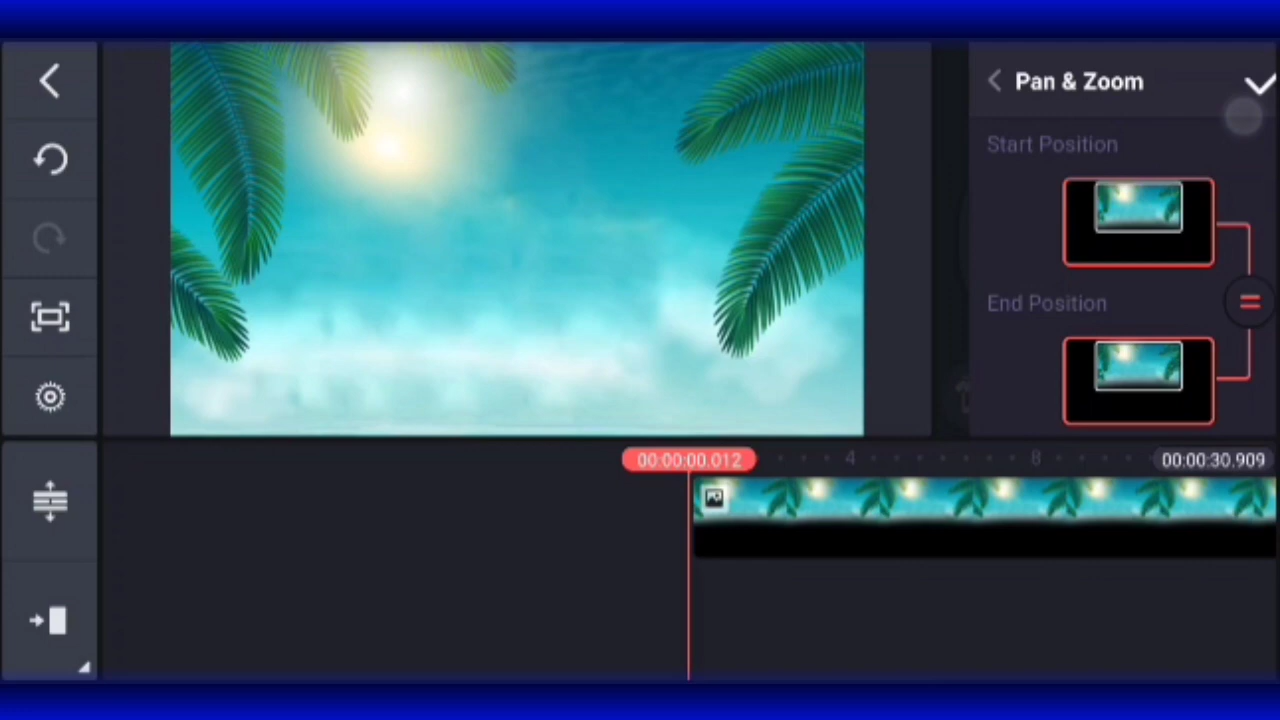 Pan & Zoom
Start Position
End Position
00:00:00.012
4
8
00:00:30.909